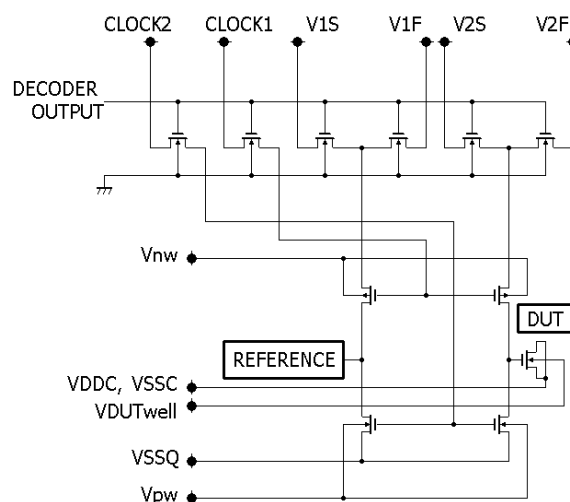 CLOCK2 CLOCK1 V1S V1F V2S V2F
DECODER
OUTPUT
Vnw
DUT
REFERENCE
VDDC, VSSC
VDUTwell
VSSQ
Vpw